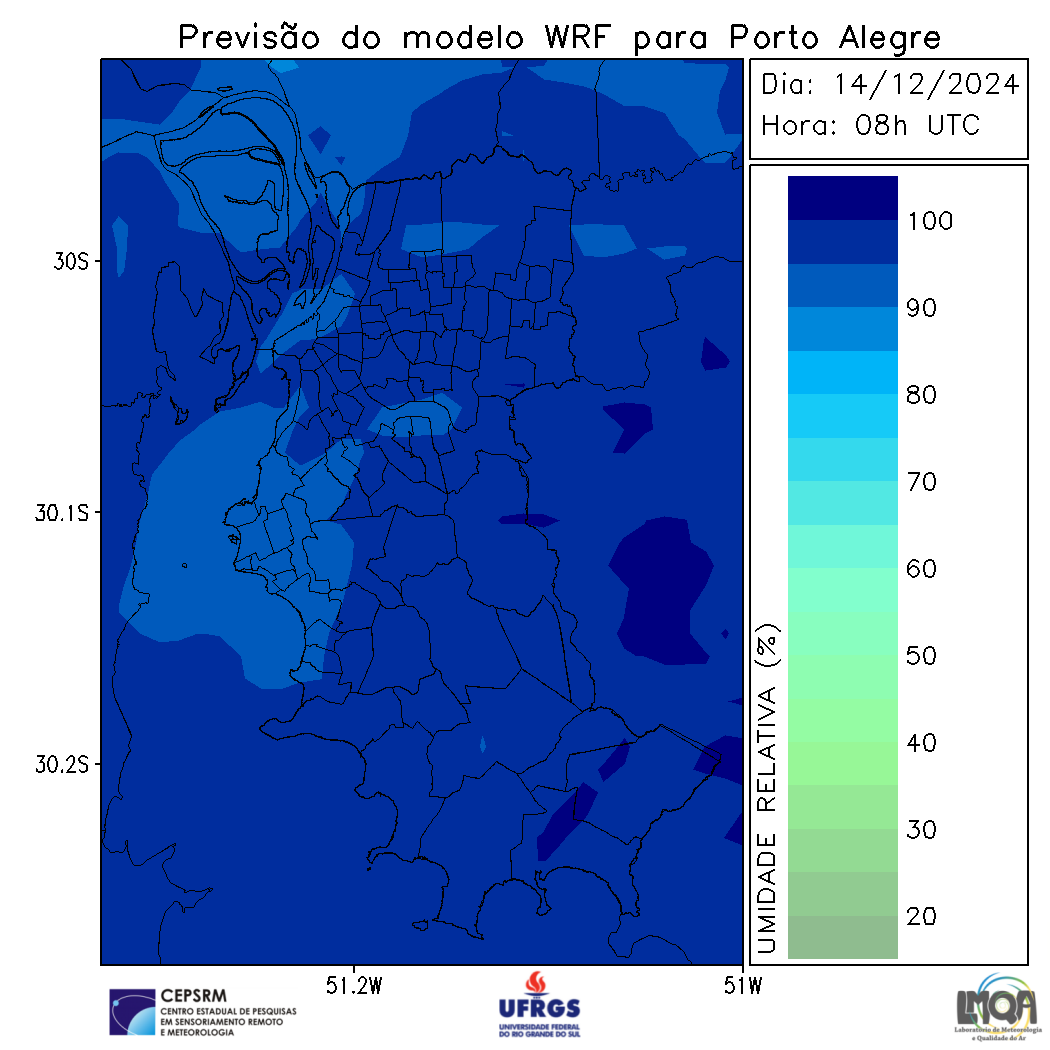 Previsão do modelo WRF para Porto Alegre
Dia: 14/12/2024
Hora: 08h UTC
30S
30.1S
30.2S
51.2W
51W
UMIDADE RELATIVA (%)
100
90
80
70
60
50
40
30
20
CEPSRM
CENTRO ESTADUAL DE PESQUISAS
EM SENSORIAMENTO REMOTO
E METEOROLOGIA
UFRGS
UNIVERSIDADE FEDERAL
DO RIO GRANDE DO SUL
LMQA
Laboratório de Meteorologia
e Qualidade do Ar